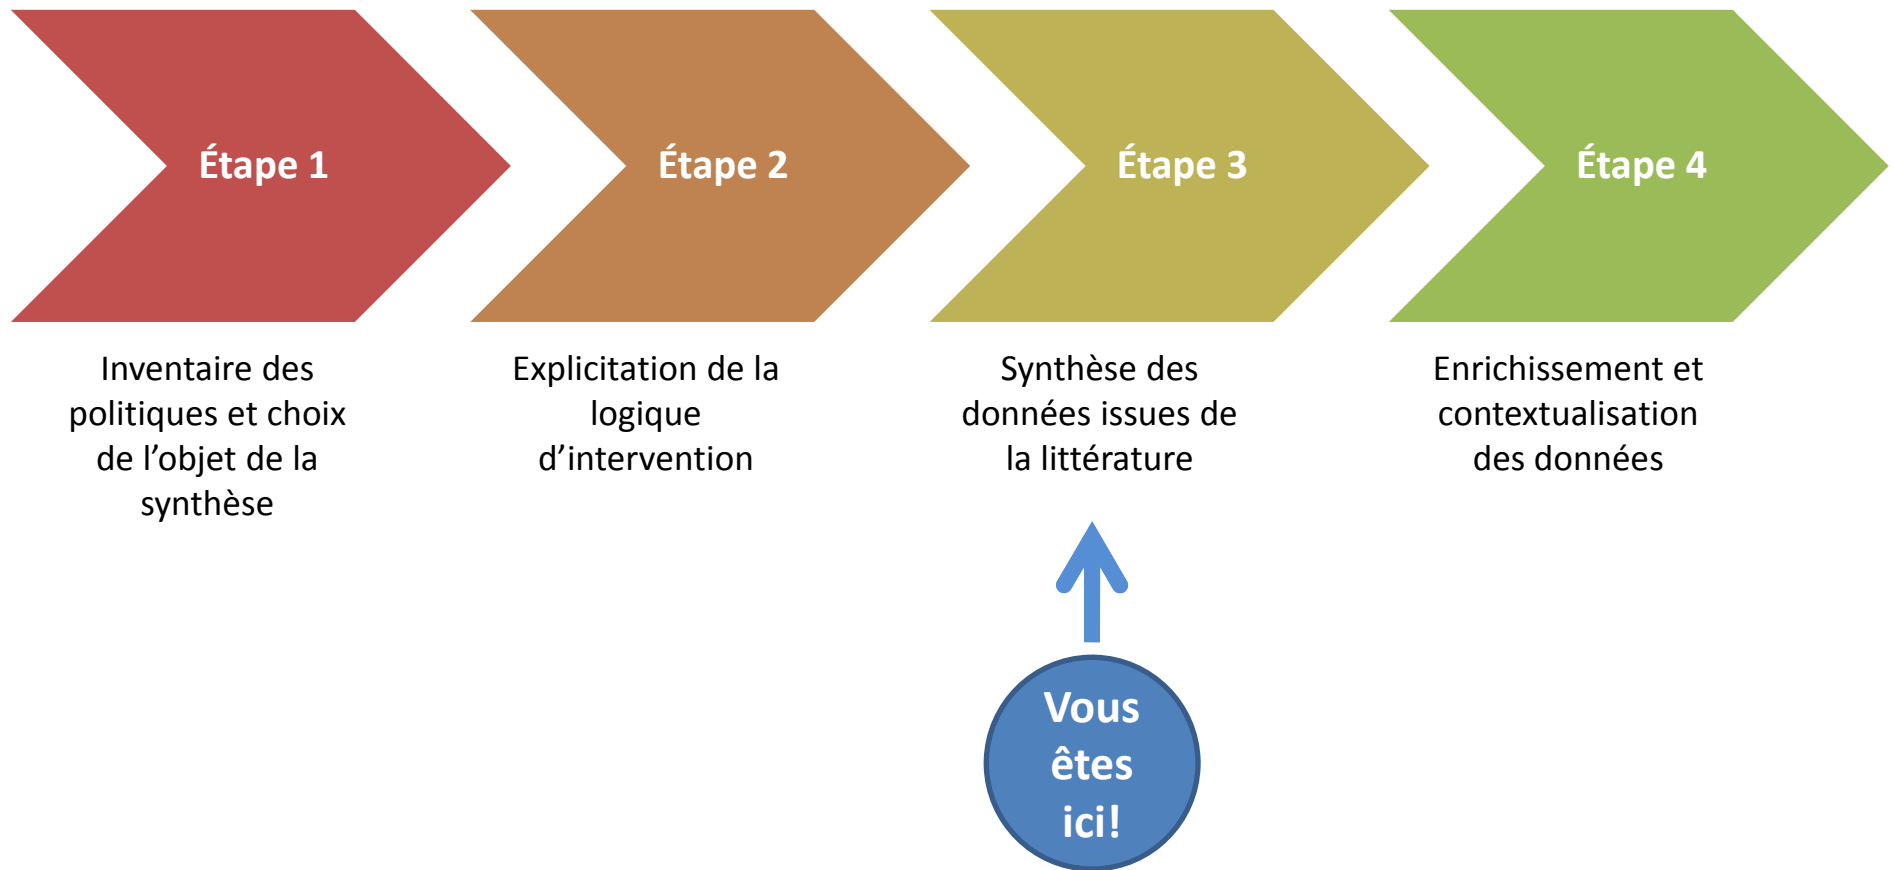 Étape 1
Étape 2
Étape 3
Étape 4
Inventaire des
politiques et choix
de l’objet de la
synthèse
Explicitation de la
logique
d’intervention
Synthèse des
données issues de
la littérature
Enrichissement et
contextualisation
des données
Vous
êtes
ici!